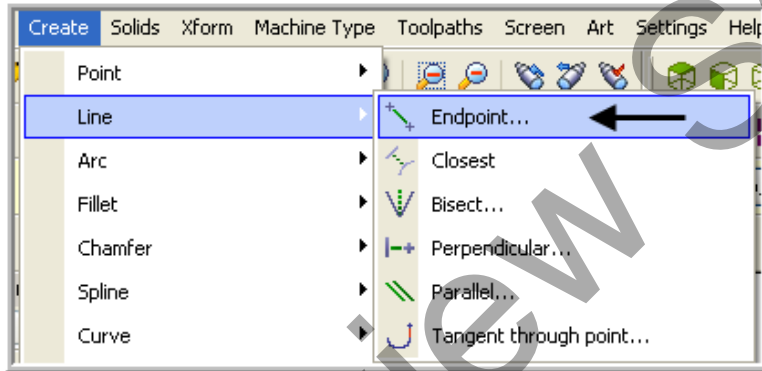 Create Solids Xform Machine Type Toolpaths Screen Art Settings Help
Point
Line
Endpoint...
Arc
Closest
Fillet
Bisect...
Chamfer
Perpendicular...
Spline
Parallel...
Curve
Tangent through point...